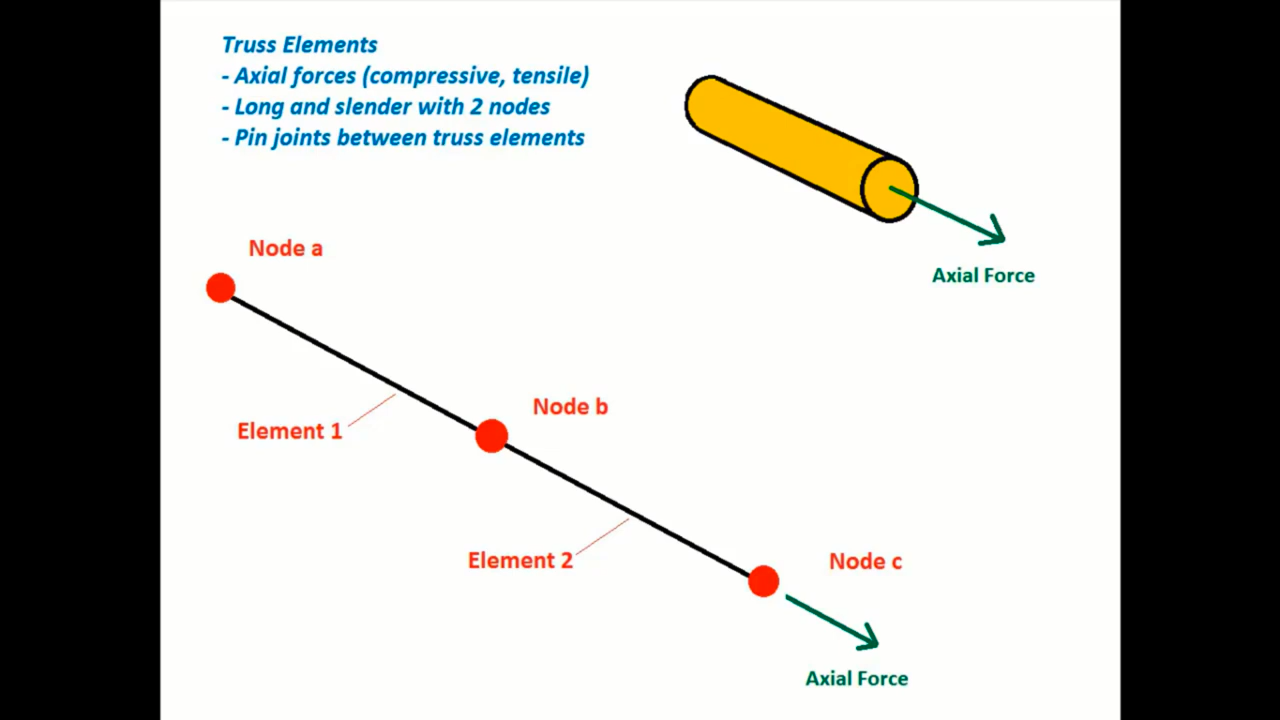 Truss Elements
- Axial forces (compressive, tensile)
- Long and slender with 2 nodes
- Pin joints between truss elements
Axial Force
Node a
Node b
Element 1
Element 2
Node c
Axial Force